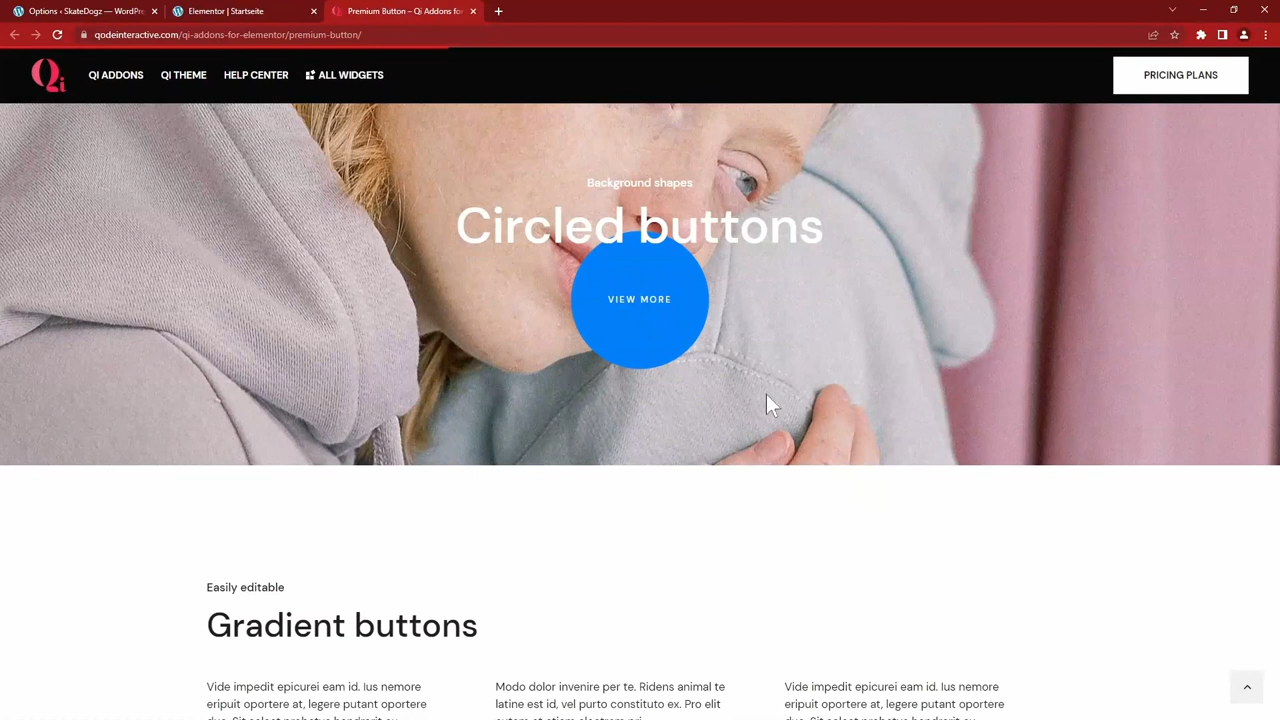 Options ‹ SkateDogz — WordPre
Elementor | Startseite
Premium Button – Qi Addons for
qodeinteractive.com/qi-addons-for-elementor/premium-button/
Qi
QI ADDONS
QI THEME
HELP CENTER
ALL WIDGETS
PRICING PLANS
Background shapes
Circled buttons
VIEW MORE
Easily editable
Gradient buttons
Vide impedit epicurei eam id. Ius nemore
eripuit oportere at, legere putant oportere
Modo dolor invenire per te. Ridens animal te
latine est id, vel purto constituto ex. Pro elit
Vide impedit epicurei eam id. Ius nemore
eripuit oportere at, legere putant oportere